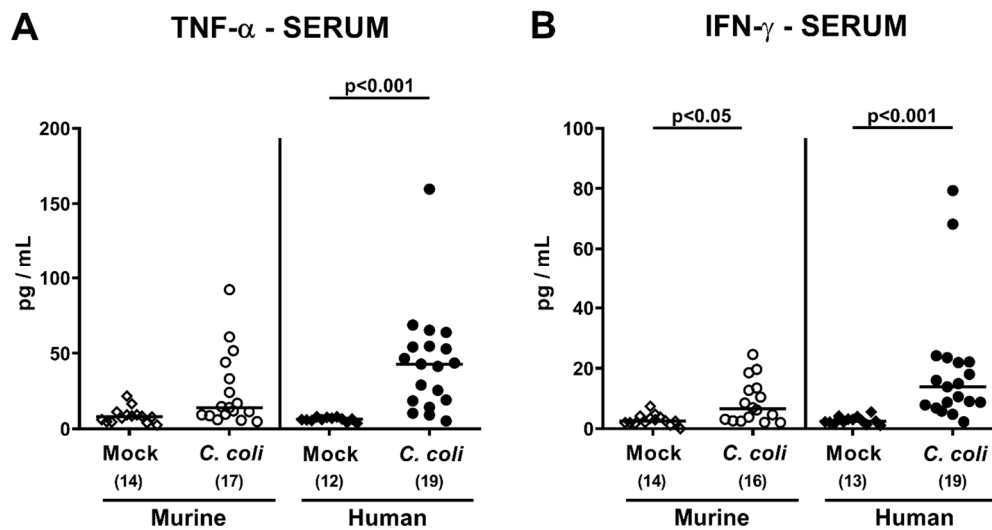 A
TNF-α - SERUM
p<0.001
200
150
100
50
0
pg / mL
Mock
C. coli
Mock
C. coli
(14)
(17)
(12)
(19)
Murine
Human
B
IFN-γ - SERUM
p<0.05
p<0.001
100
80
60
40
20
0
pg / mL
Mock
C. coli
Mock
C. coli
(14)
(16)
(13)
(19)
Murine
Human